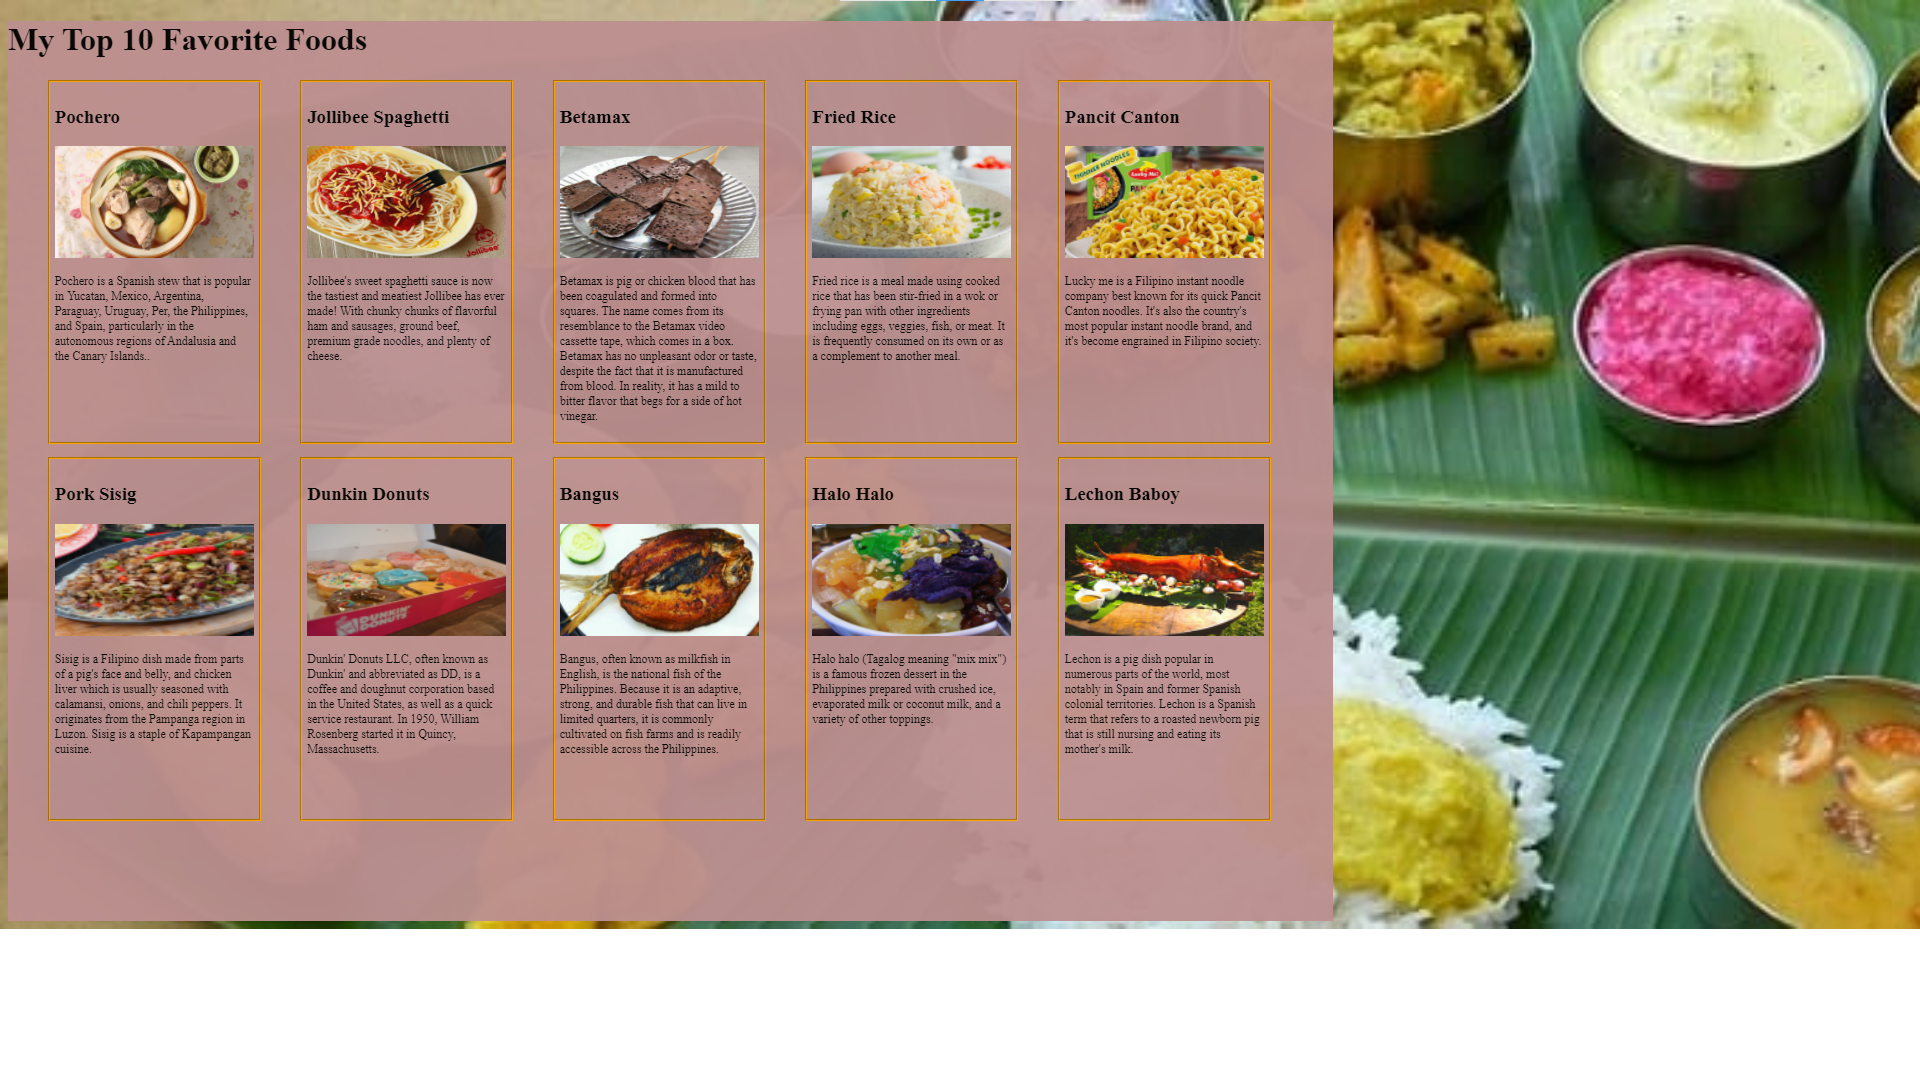 My Top 10 Favorite Foods
Pochero
Pochero is a Spanish stew that is popular
in Yucatan, Mexico, Argentina,
Paraguay, Uruguay, Per, the Philippines,
and Spain, particularly in the
autonomous regions of Andalusia and
the Canary Islands..
Jollibee Spaghetti
Jollibee
Jollibee's sweet spaghetti sauce is now
the tastiest and meatiest Jollibee has ever
made! With chunky chunks of flavorful
ham and sausages, ground beef,
premium grade noodles, and plenty of
cheese.
Betamax
Betamax is pig or chicken blood that has
been coagulated and formed into
squares. The name comes from its
resemblance to the Betamax video
cassette tape, which comes in a box.
Betamax has no unpleasant odor or taste,
despite the fact that it is manufactured
from blood. In reality, it has a mild to
bitter flavor that begs for a side of hot
vinegar.
Fried Rice
Fried rice is a meal made using cooked
rice that has been stir-fried in a wok or
frying pan with other ingredients
including eggs, veggies, fish, or meat. It
is frequently consumed on its own or as
a complement to another meal.
Pancit Canton
THINNER NOODLES
Lucky Me!
Lucky me is a Filipino instant noodle
company best known for its quick Pancit
Canton noodles. It's also the country's
most popular instant noodle brand, and
it's become engrained in Filipino society.
Pork Sisig
Sisig is a Filipino dish made from parts
of a pig's face and belly, and chicken
liver which is usually seasoned with
calamansi, onions, and chili peppers. It
originates from the Pampanga region in
Luzon. Sisig is a staple of Kapampangan
cuisine.
Dunkin Donuts
DUNKIN'
DONUTS
Dunkin' Donuts LLC, often known as
Dunkin' and abbreviated as DD, is a
coffee and doughnut corporation based
in the United States, as well as a quick
service restaurant. In 1950, William
Rosenberg started it in Quincy,
Massachusetts.
Bangus
Bangus, often known as milkfish in
English, is the national fish of the
Philippines. Because it is an adaptive,
strong, and durable fish that can live in
limited quarters, it is commonly
cultivated on fish farms and is readily
accessible across the Philippines.
Halo Halo
Halo halo (Tagalog meaning "mix mix")
is a famous frozen dessert in the
Philippines prepared with crushed ice,
evaporated milk or coconut milk, and a
variety of other toppings.
Lechon Baboy
Lechon is a pig dish popular in
numerous parts of the world, most
notably in Spain and former Spanish
colonial territories. Lechon is a Spanish
term that refers to a roasted newborn pig
that is still nursing and eating its
mother's milk.